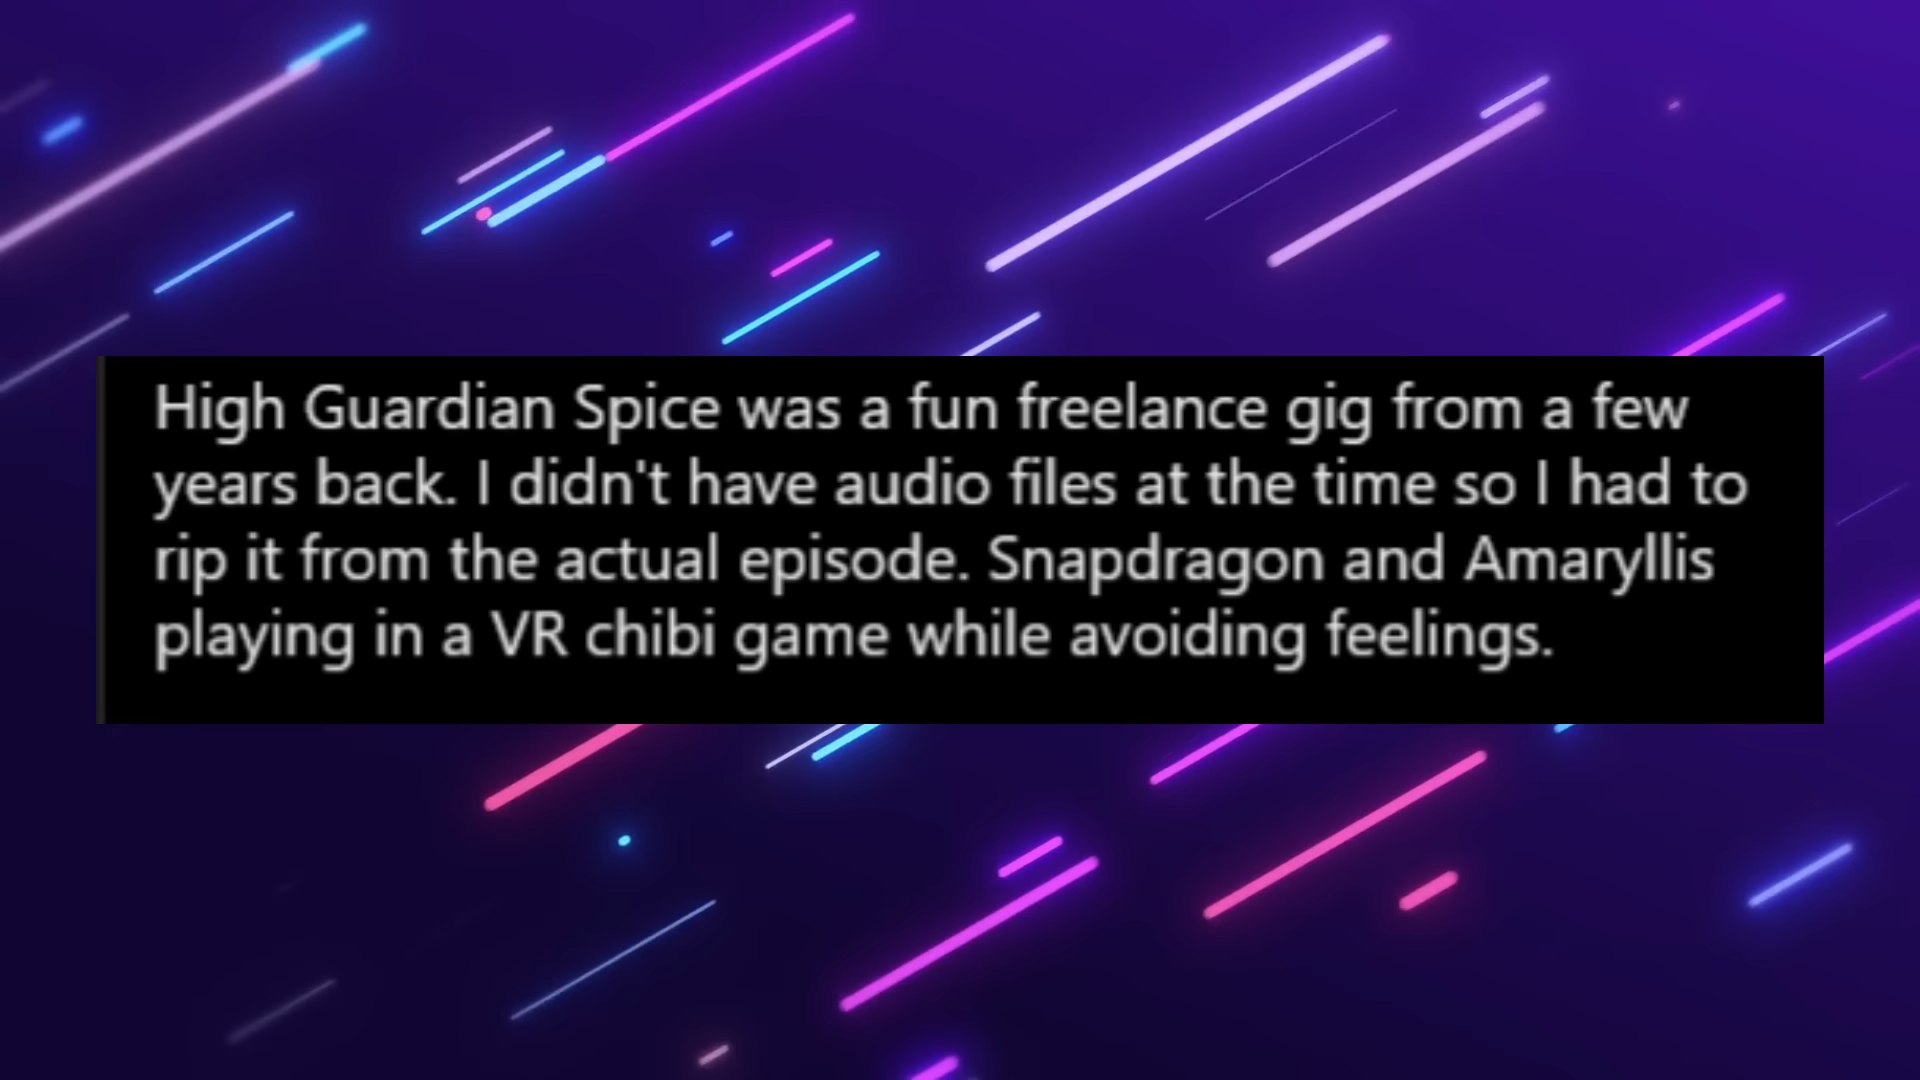 High Guardian Spice was a fun freelance gig from a few
years back. I didn't have audio files at the time so I had to
rip it from the actual episode. Snapdragon and Amaryllis
playing in a VR chibi game while avoiding feelings.